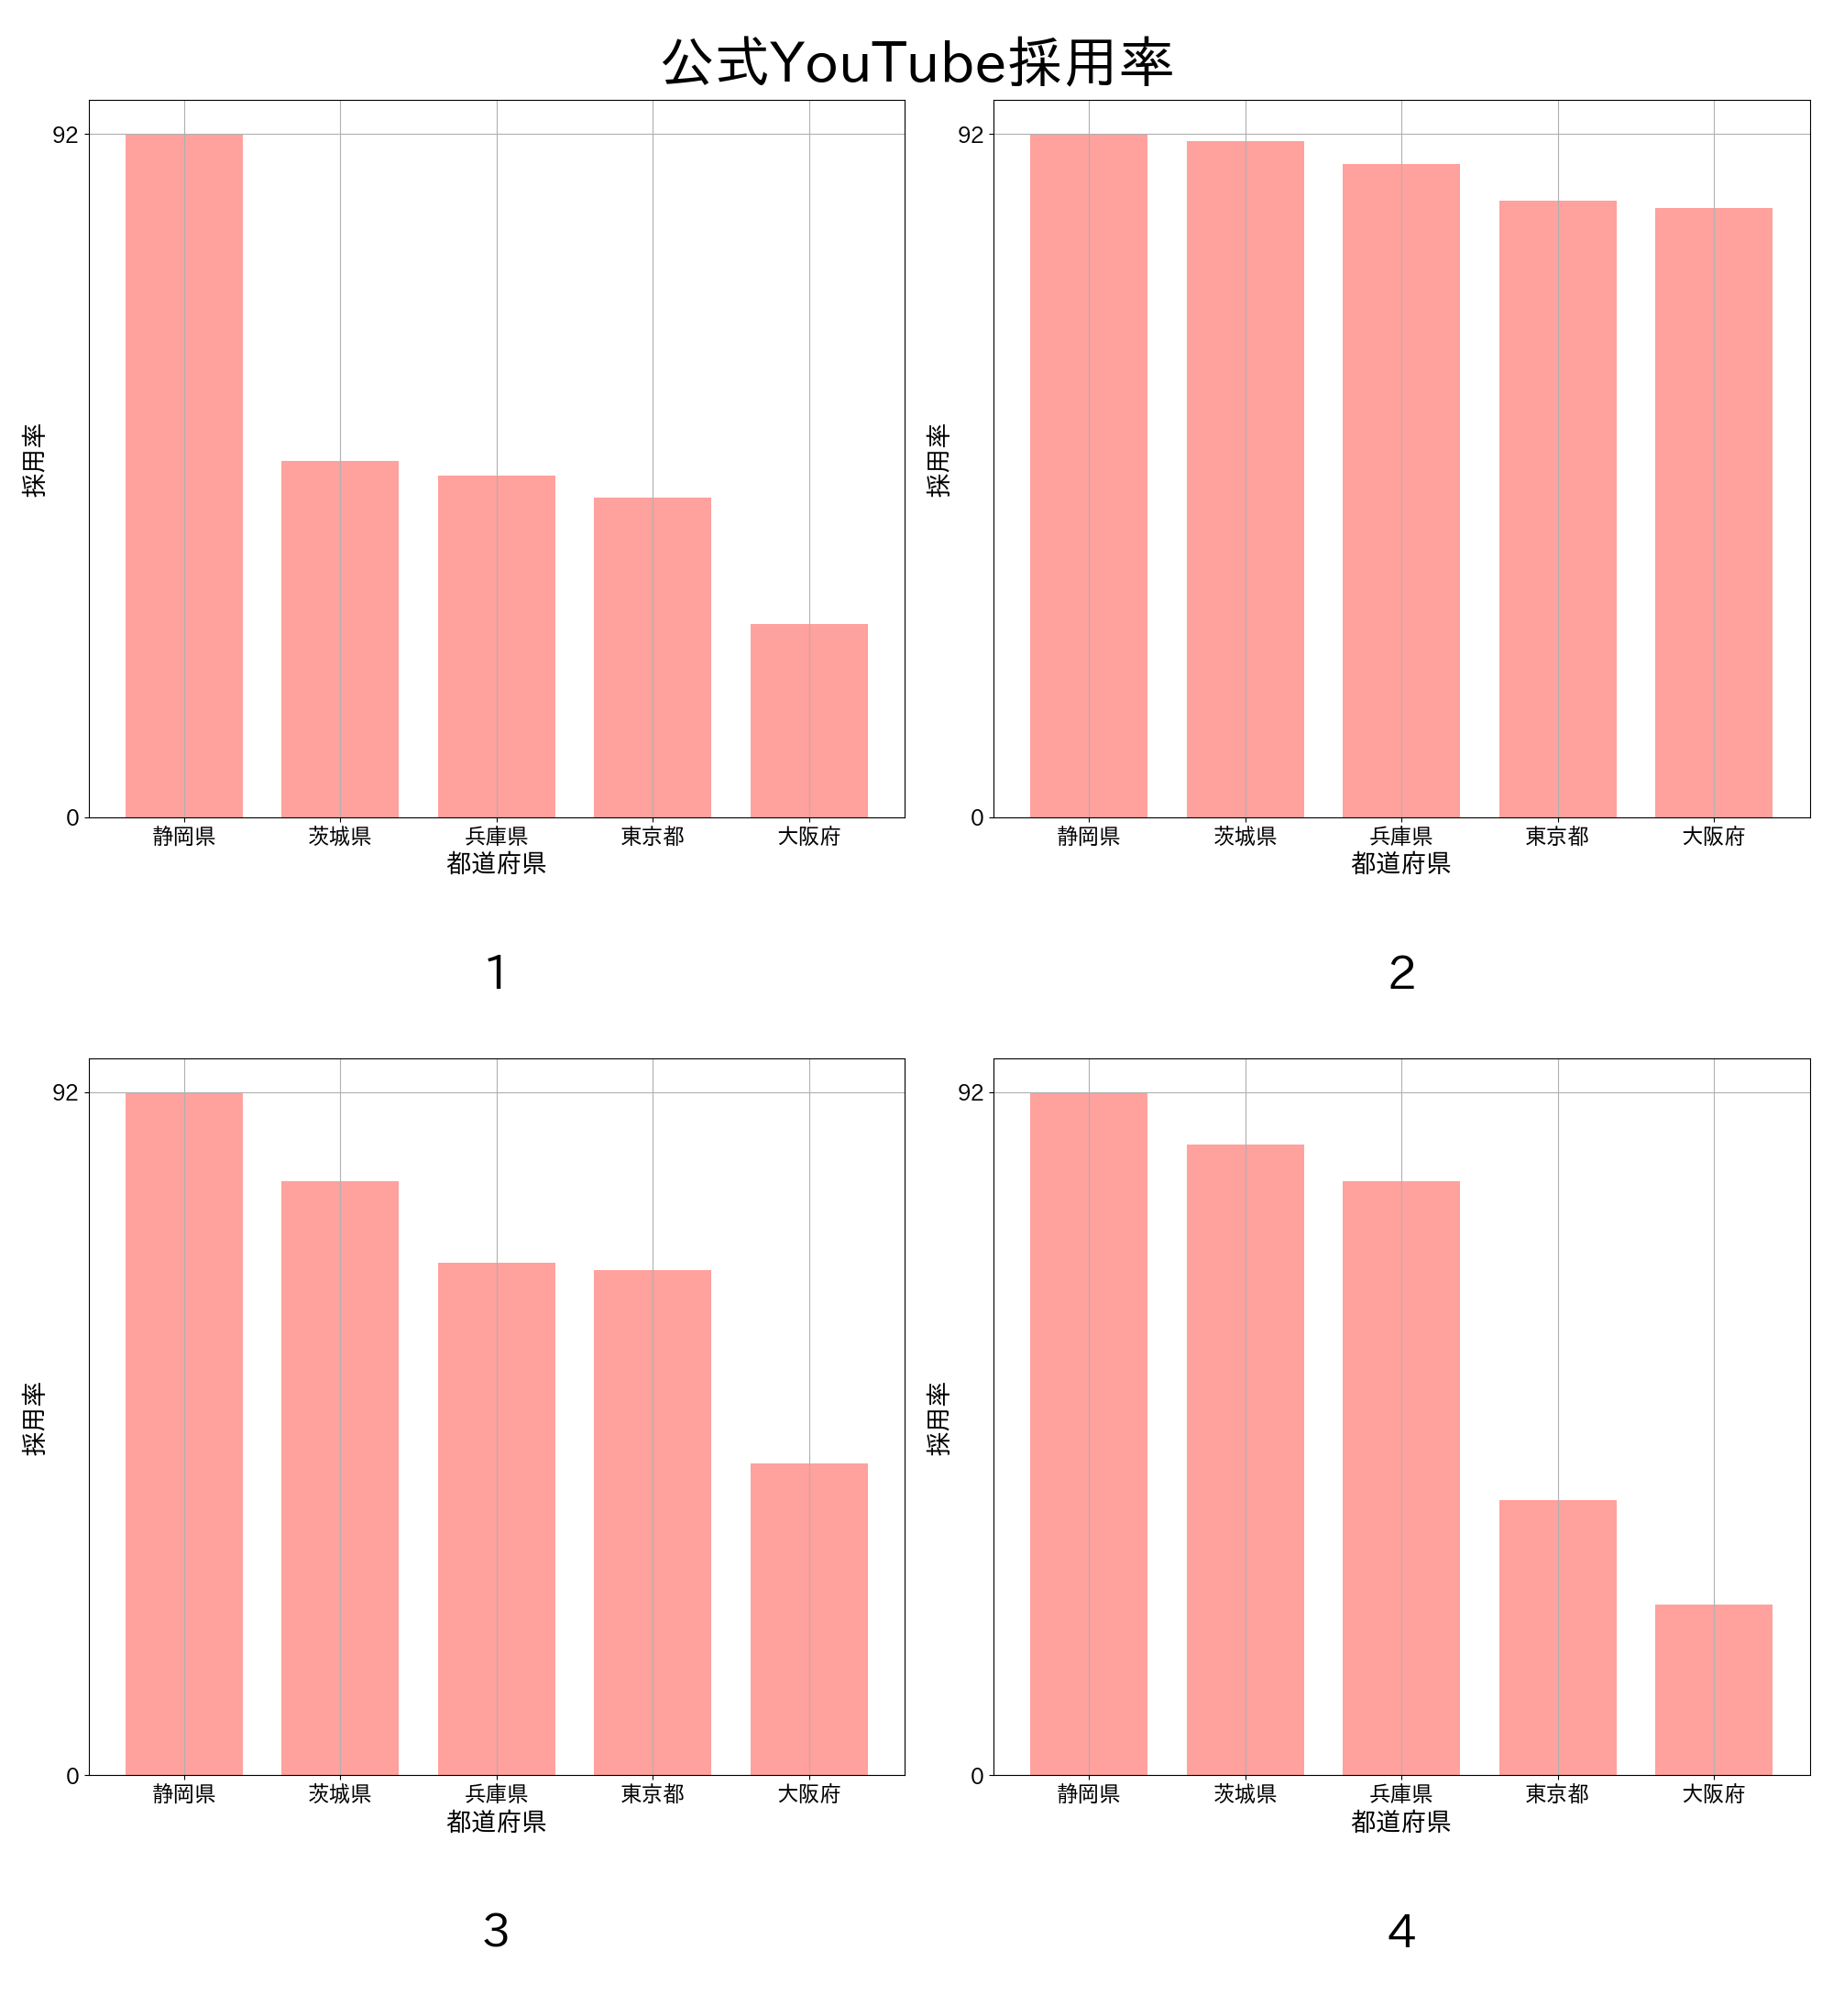 公式YouTube採用率
92
0
採用率
静岡県 茨城県 兵庫県 東京都 大阪府
都道府県
1
92
0
採用率
静岡県 茨城県 兵庫県 東京都 大阪府
都道府県
2
92
0
採用率
静岡県 茨城県 兵庫県 東京都 大阪府
都道府県
3
92
0
採用率
静岡県 茨城県 兵庫県 東京都 大阪府
都道府県
4